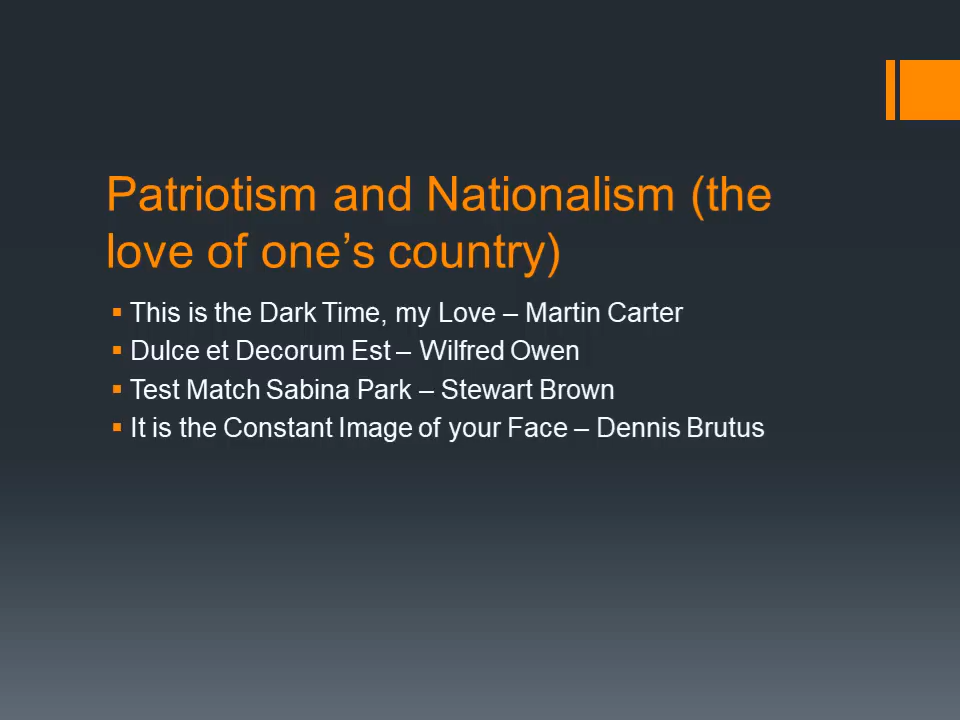 Patriotism and Nationalism (the
love of one’s country)
▪ This is the Dark Time, my Love – Martin Carter
▪ Dulce et Decorum Est – Wilfred Owen
▪ Test Match Sabina Park – Stewart Brown
▪ It is the Constant Image of your Face – Dennis Brutus